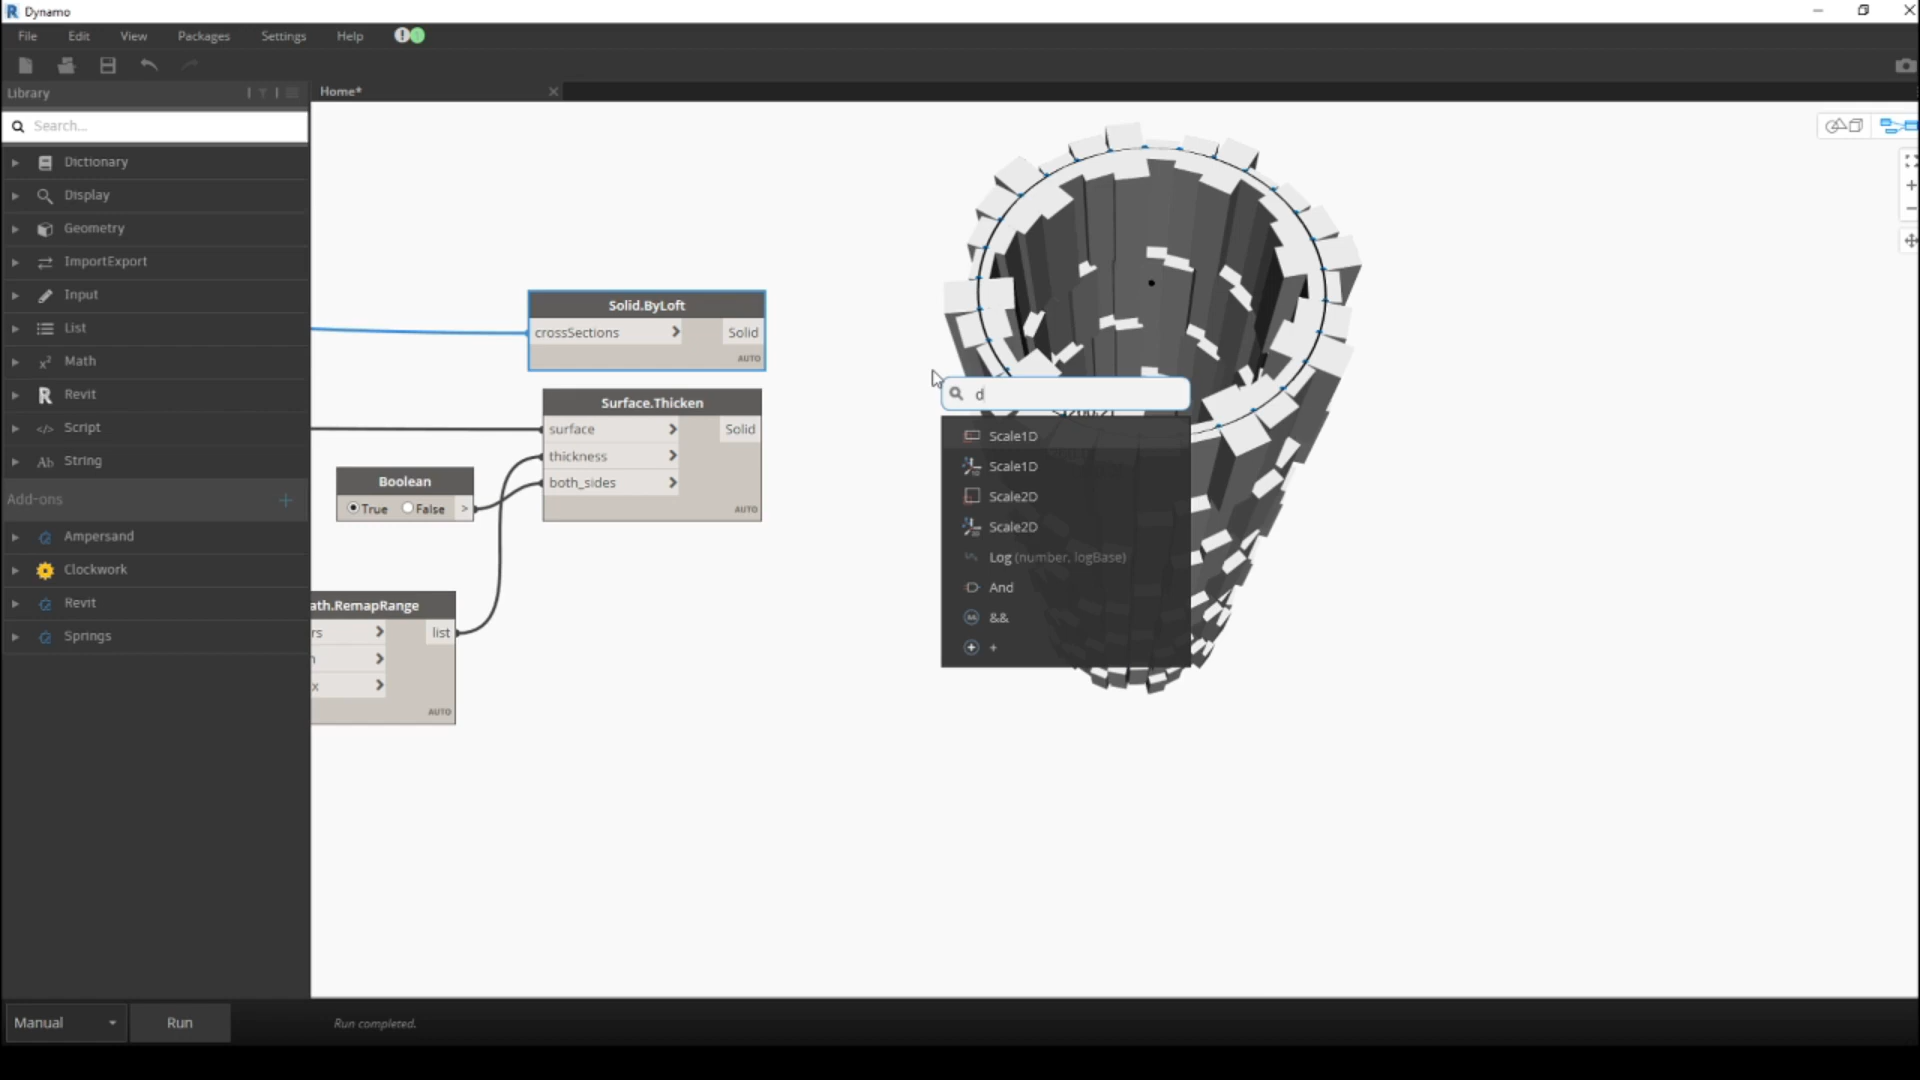 Dynamo
File Edit View Packages Settings Help
Library
Home*
Search...
Dictionary
Display
Geometry
ImportExport
Input
List
Math
Revit
Script
String
Add-ons
Ampersand
Clockwork
Revit
Springs
Solid.ByLoft
crossSections > Solid
AUTO
Surface.Thicken
surface > Solid
thickness >
both_sides >
AUTO
Boolean
True False >
ath.RemapRange
rs > list
>
x >
AUTO
d
Scale1D
Scale1D
Scale2D
Scale2D
Log (number, logBase)
And
&&
+
Manual
Run
Run completed.